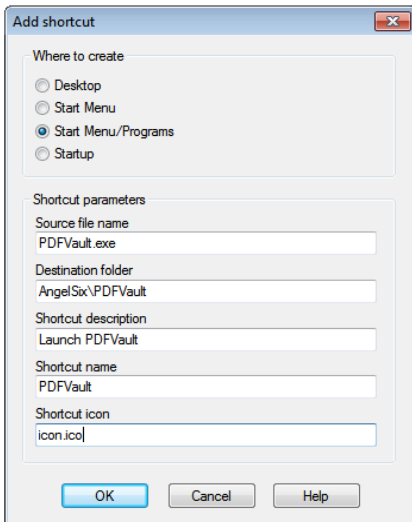 Add shortcut
Where to create
Desktop
Start Menu
Start Menu/Programs
Startup
Shortcut parameters
Source file name
PDFVault.exe
Destination folder
AngelSix\PDFVault
Shortcut description
Launch PDFVault
Shortcut name
PDFVault
Shortcut icon
icon.ico
OK Cancel Help